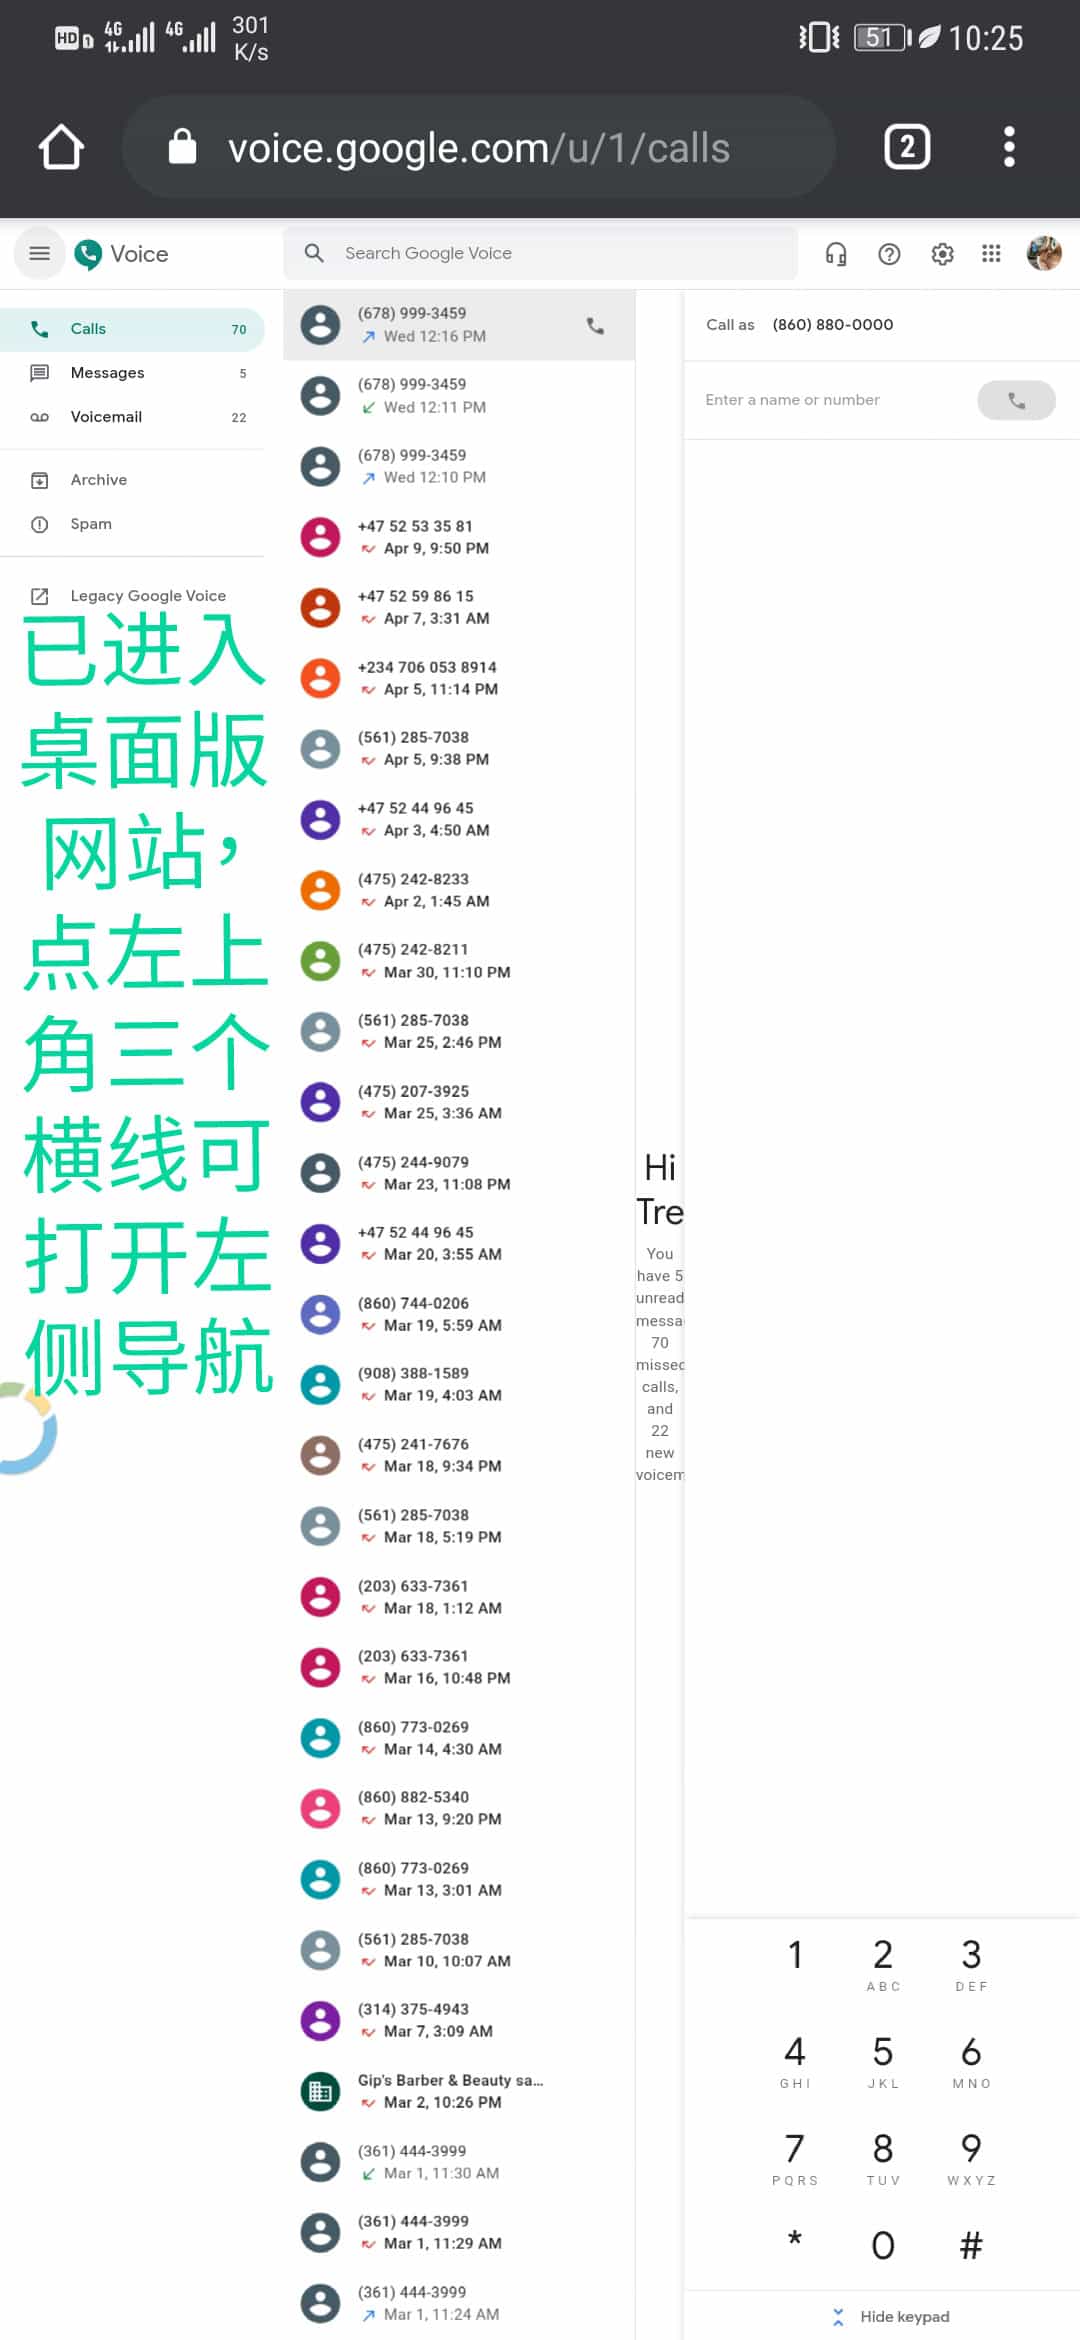 HD 1 4G 4G 301 K/s 51 10:25
voice.google.com/u/1/calls 2
Voice
Search Google Voice
Calls 70
Messages 5
Voicemail 22
Archive
Spam
Legacy Google Voice
已进入
桌面版
网站，
点左上
角三个
横线可
打开左
侧导航
(678) 999-3459
Wed 12:16 PM
(678) 999-3459
Wed 12:11 PM
(678) 999-3459
Wed 12:10 PM
+47 52 53 35 81
Apr 9, 9:50 PM
+47 52 59 86 15
Apr 7, 3:31 AM
+234 706 053 8914
Apr 5, 11:14 PM
(561) 285-7038
Apr 5, 9:38 PM
+47 52 44 96 45
Apr 3, 4:50 AM
(475) 242-8233
Apr 2, 1:45 AM
(475) 242-8211
Mar 30, 11:10 PM
(561) 285-7038
Mar 25, 2:46 PM
(475) 207-3925
Mar 25, 3:36 AM
(475) 244-9079
Mar 23, 11:08 PM
+47 52 44 96 45
Mar 20, 3:55 AM
(860) 744-0206
Mar 19, 5:59 AM
(908) 388-1589
Mar 19, 4:03 AM
(475) 241-7676
Mar 18, 9:34 PM
(561) 285-7038
Mar 18, 5:19 PM
(203) 633-7361
Mar 18, 1:12 AM
(203) 633-7361
Mar 16, 10:48 PM
(860) 773-0269
Mar 14, 4:30 AM
(860) 882-5340
Mar 13, 9:20 PM
(860) 773-0269
Mar 13, 3:01 AM
(561) 285-7038
Mar 10, 10:07 AM
(314) 375-4943
Mar 7, 3:09 AM
Gip's Barber & Beauty sa...
Mar 2, 10:26 PM
(361) 444-3999
Mar 1, 11:30 AM
(361) 444-3999
Mar 1, 11:29 AM
(361) 444-3999
Mar 1, 11:24 AM
Hi
Tre
You
have 5
unread
messa
70
missed
calls,
and
22
new
voicem
Call as (860) 880-0000
Enter a name or number
1 2 3
ABC DEF
4 5 6
GHI JKL MNO
7 8 9
PQRS TUV WXYZ
* 0 #
Hide keypad